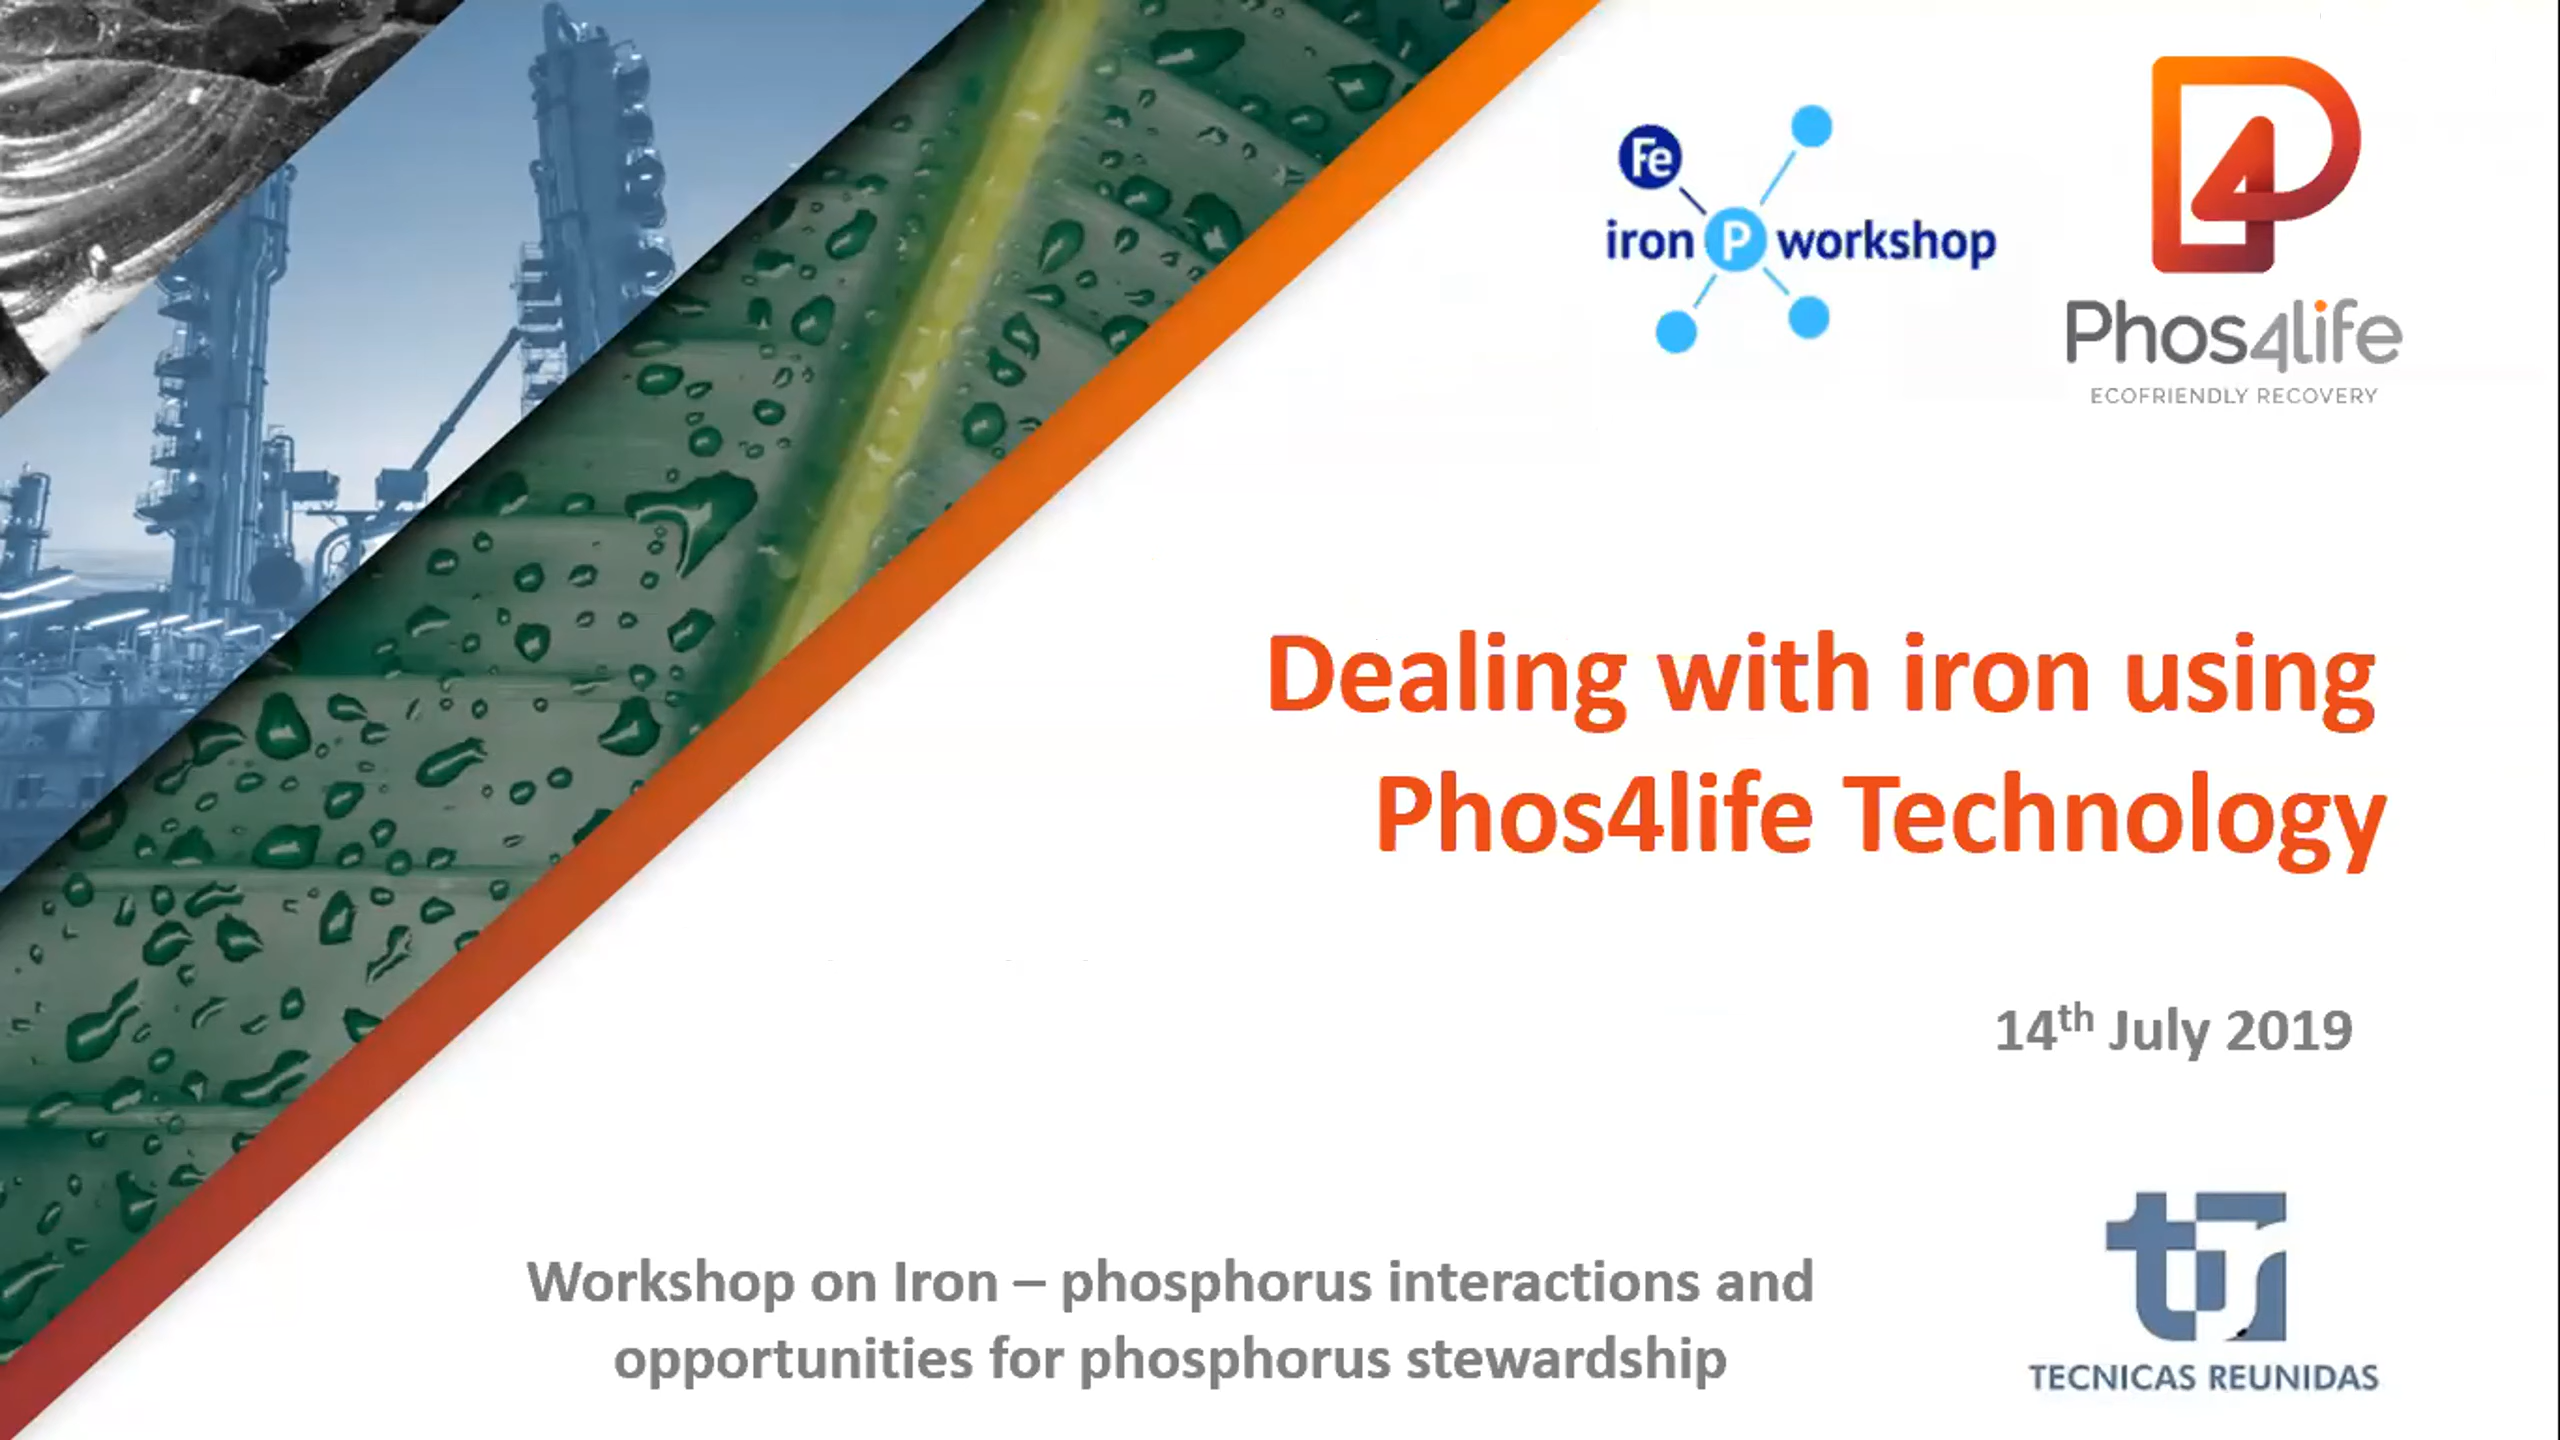 Fe
iron P workshop
Phos4life
ECOFRIENDLY RECOVERY
Dealing with iron using
Phos4life Technology
14th July 2019
Workshop on Iron – phosphorus interactions and
opportunities for phosphorus stewardship
tr
TECNICAS REUNIDAS